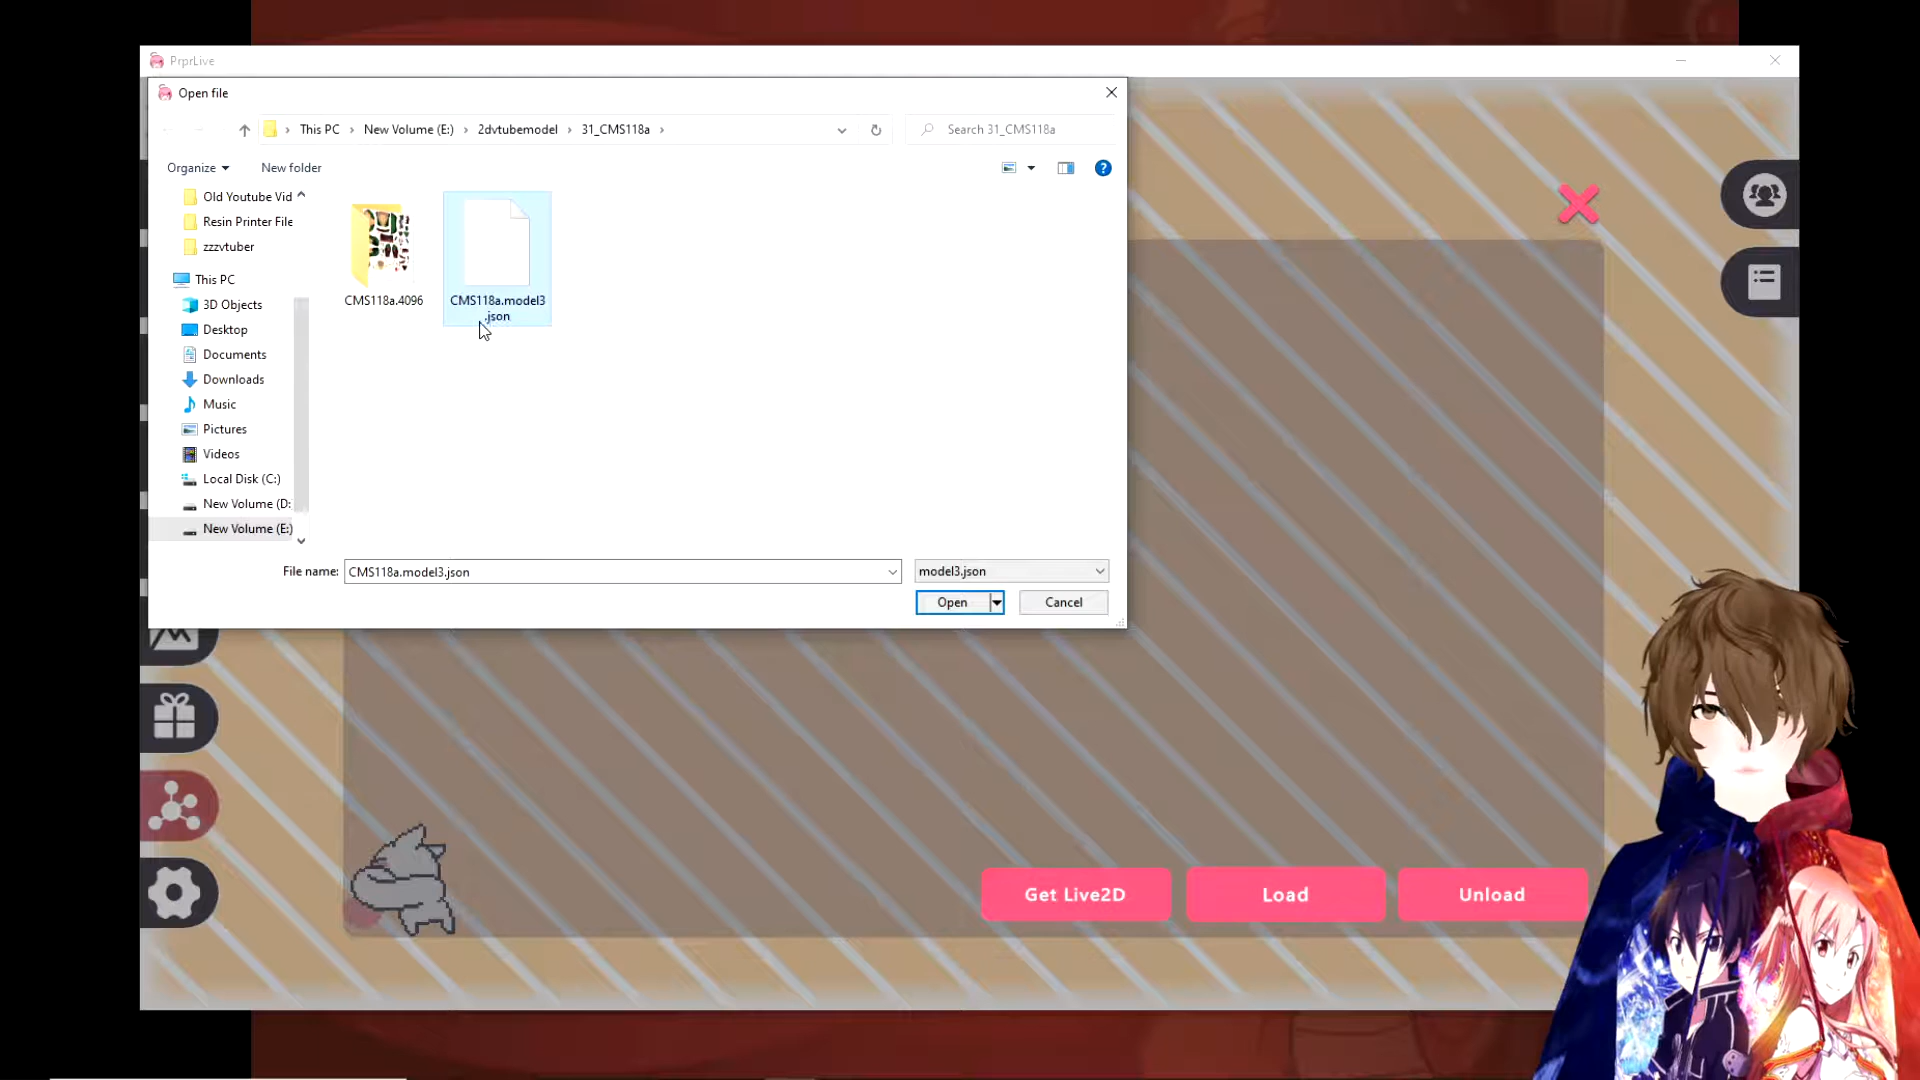 PrprLive
Open file
This PC
New Volume (E:)
2dvtubemodel
31_CMS118a
Search 31_CMS118a
Organize
New folder
Old Youtube Vid
Resin Printer File
zzzvtuber
This PC
3D Objects
Desktop
Documents
Downloads
Music
Pictures
Videos
Local Disk (C:)
New Volume (D:
New Volume (E:)
CMS118a.4096
CMS118a.model3
.json
File name:
CMS118a.model3.json
model3.json
Open
Cancel
Get Live2D
Load
Unload